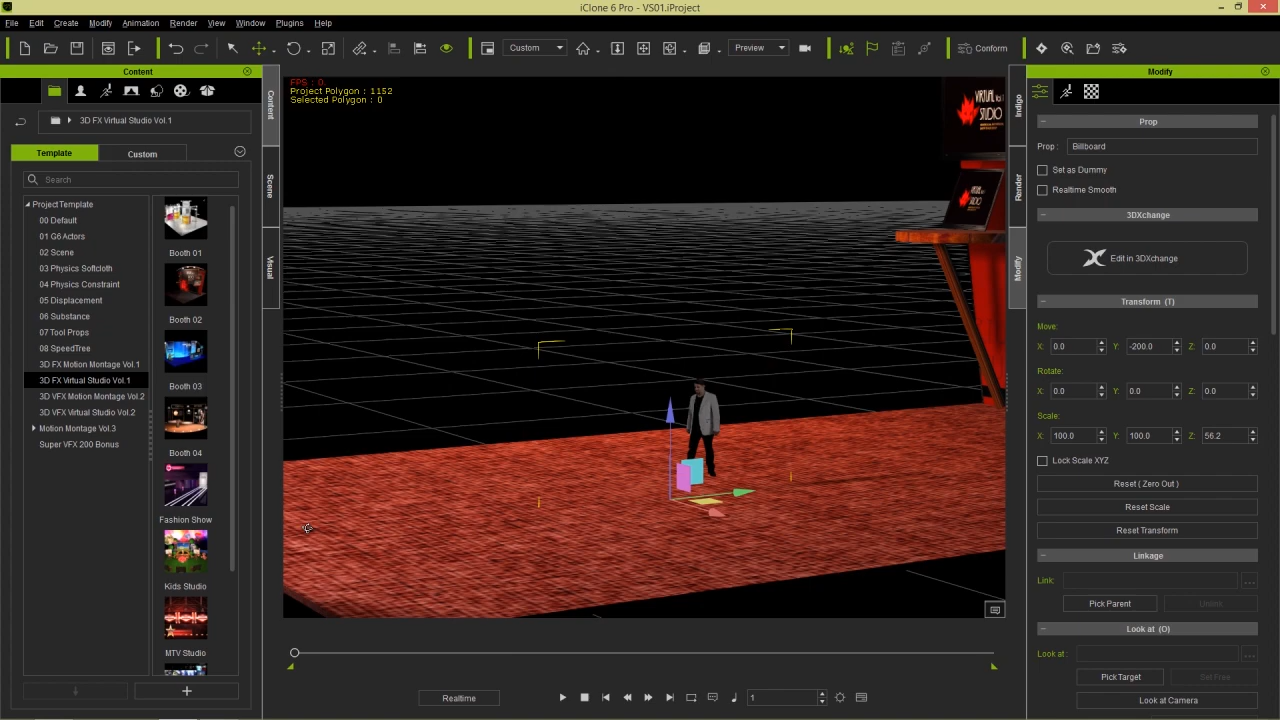 iClone 6 Pro - VS01.iProject
File Edit Create Modify Animation Render View Window Plugins Help
Custom
Preview
Conform
Content
3D FX Virtual Studio Vol.1
Template
Custom
Search
ProjectTemplate
00 Default
01 G6 Actors
02 Scene
03 Physics Softcloth
04 Physics Constraint
05 Displacement
06 Substance
07 Tool Props
08 SpeedTree
3D FX Motion Montage Vol.1
3D FX Virtual Studio Vol.1
3D VFX Motion Montage Vol.2
3D VFX Virtual Studio Vol.2
Motion Montage Vol.3
Super VFX 200 Bonus
Booth 01
Booth 02
Booth 03
Booth 04
Fashion Show
Kids Studio
MTV Studio
Content
Scene
Visual
FPS : 0
Project Polygon : 1152
Selected Polygon : 0
VIRTUAL
STUDIO
VIRTUAL
STUDIO
Realtime
1
Indigo
Render
Modify
Modify
Prop
Prop : Billboard
Set as Dummy
Realtime Smooth
3DXchange
Edit in 3DXchange
Transform (T)
Move:
X: 0.0 Y: -200.0 Z: 0.0
Rotate:
X: 0.0 Y: 0.0 Z: 0.0
Scale:
X: 100.0 Y: 100.0 Z: 56.2
Lock Scale XYZ
Reset ( Zero Out )
Reset Scale
Reset Transform
Linkage
Link: ...
Pick Parent Unlink
Look at (O)
Look at : ...
Pick Target Set Free
Look at Camera